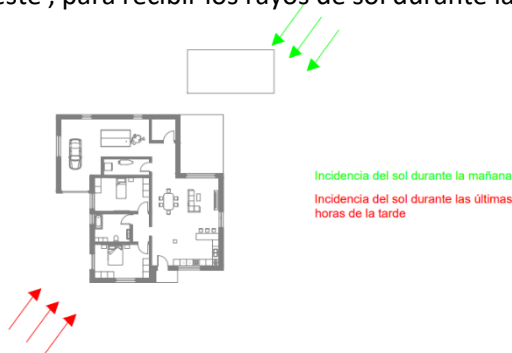 este , para recibir los rayos de sol durante la
Incidencia del sol durante la mañana
Incidencia del sol durante las últimas
horas de la tarde